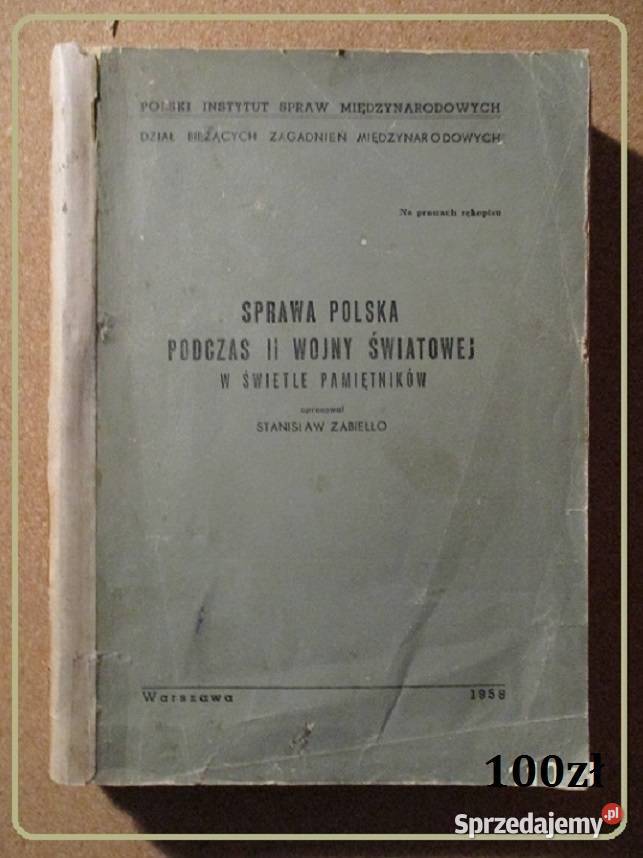 POLSKI INSTYTUT SPRAW MIĘDZYNARODOWYCH
DZIAŁ BIEŻĄCYCH ZAGADNIEŃ MIĘDZYNARODOWYCH
Na prawach rękopisu
SPRAWA POLSKA
PODCZAS II WOJNY ŚWIATOWEJ
W ŚWIETLE PAMIĘTNIKÓW
opracował
STANISŁAW ZABIEŁŁO
Warszawa 1958
100zł
Sprzedajemy.pl